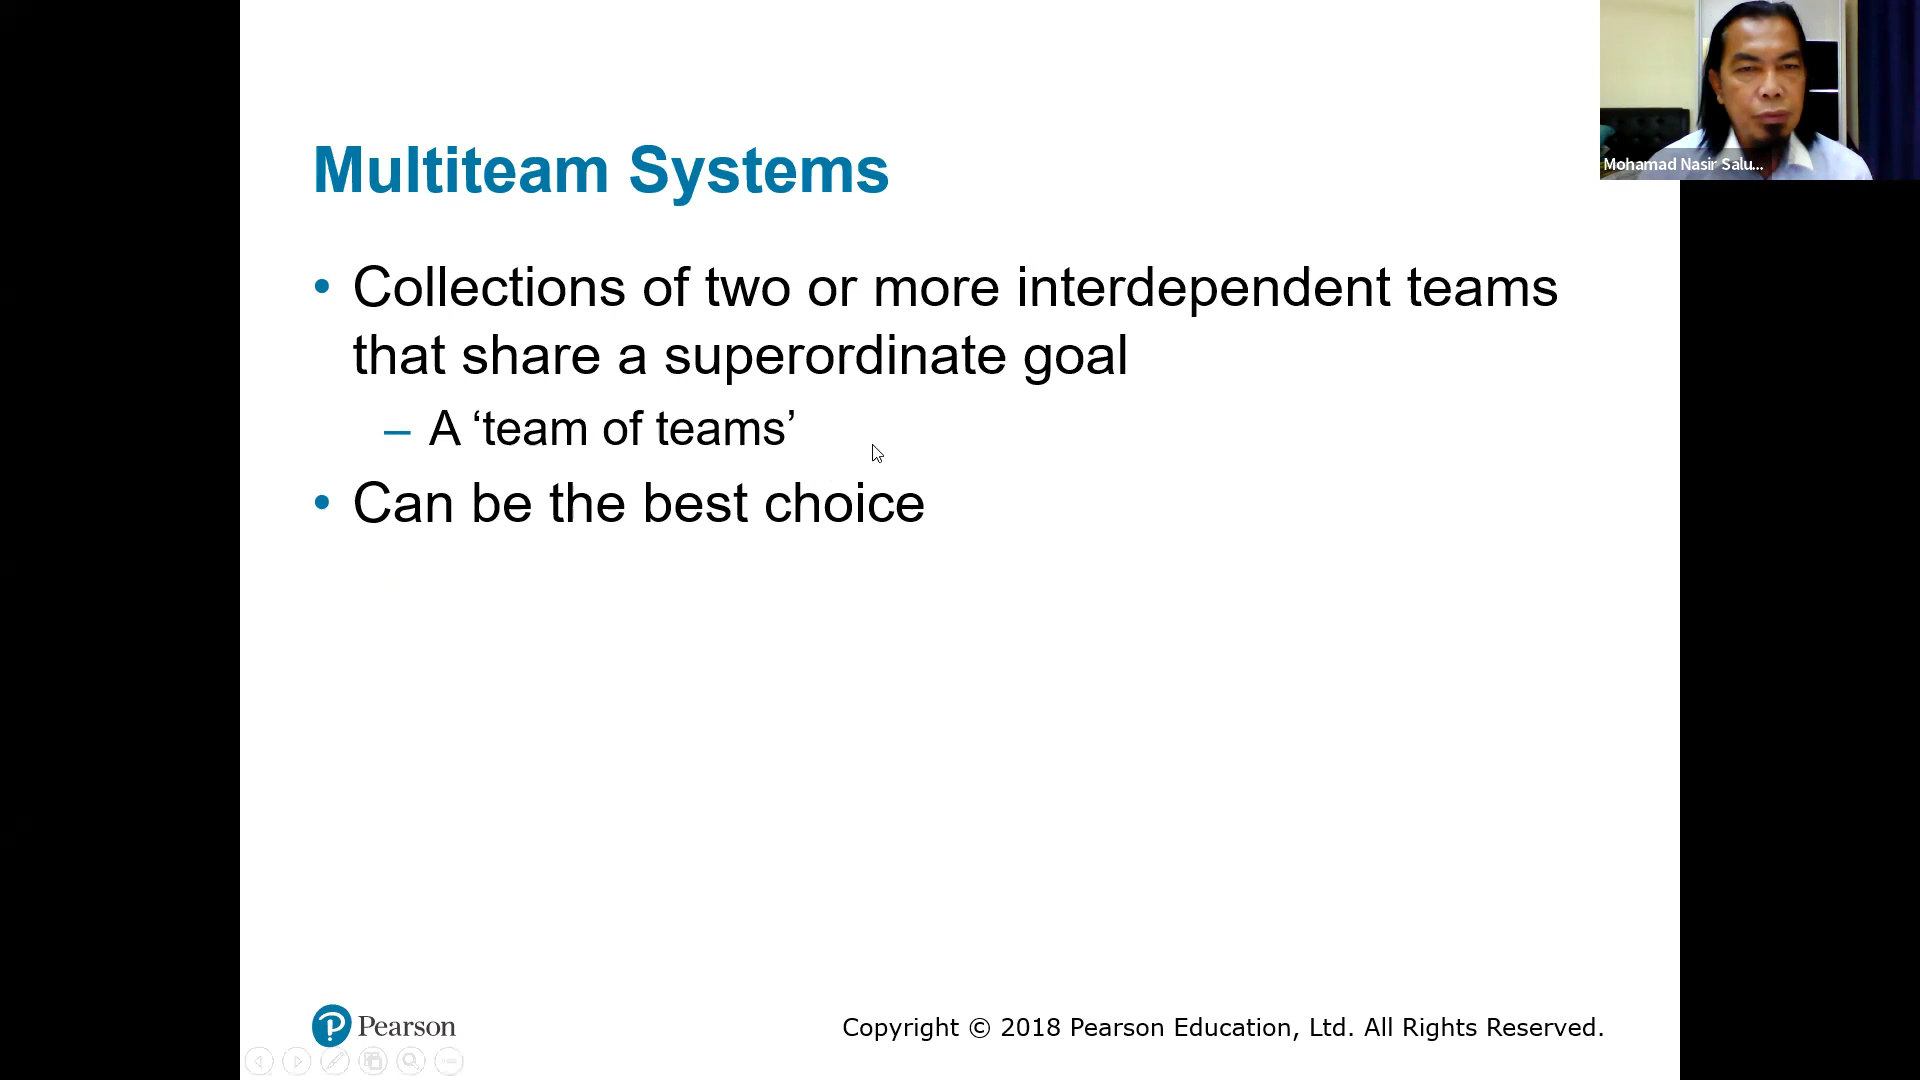 Mohamad Nasir Salu...
Multiteam Systems
• Collections of two or more interdependent teams
that share a superordinate goal
– A ‘team of teams’
• Can be the best choice
Pearson
Copyright © 2018 Pearson Education, Ltd. All Rights Reserved.